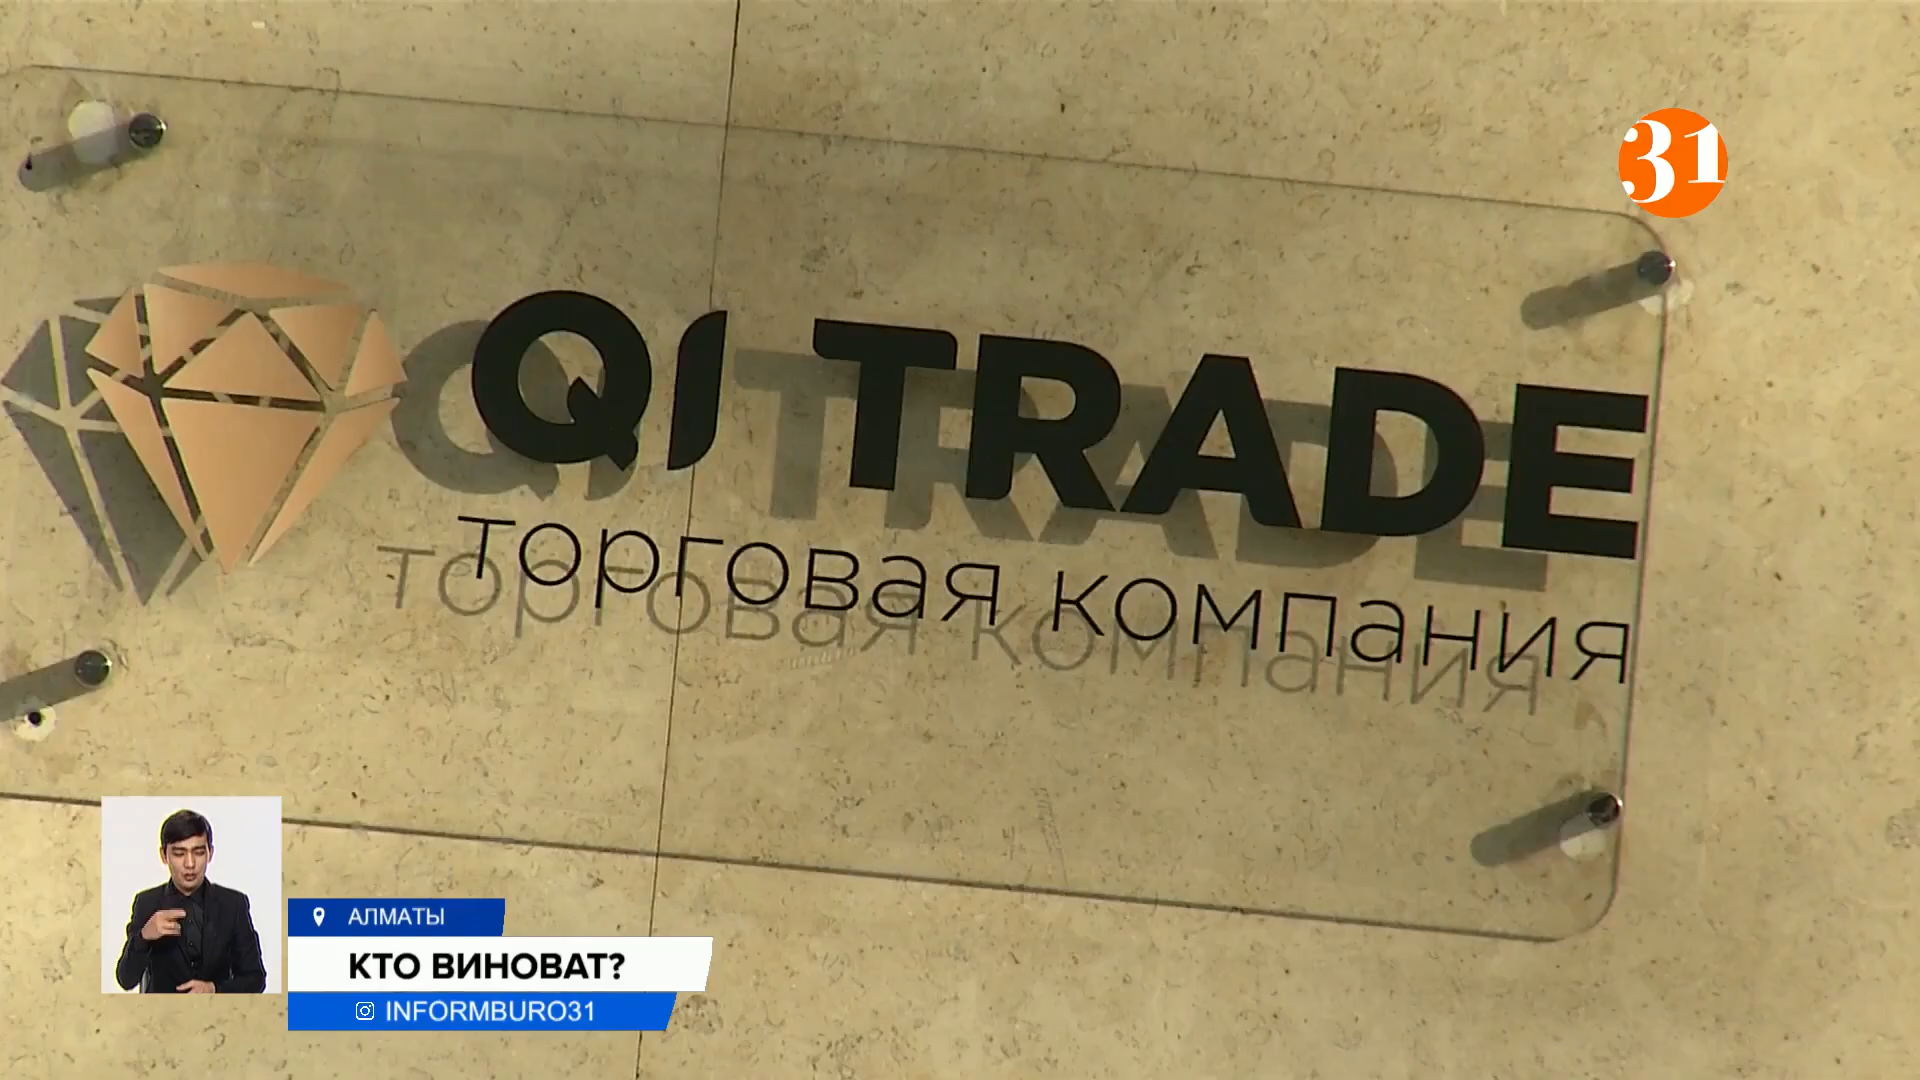 31
QI TRADE
торговая компания
АЛМАТЫ
КТО ВИНОВАТ?
INFORMBURO31